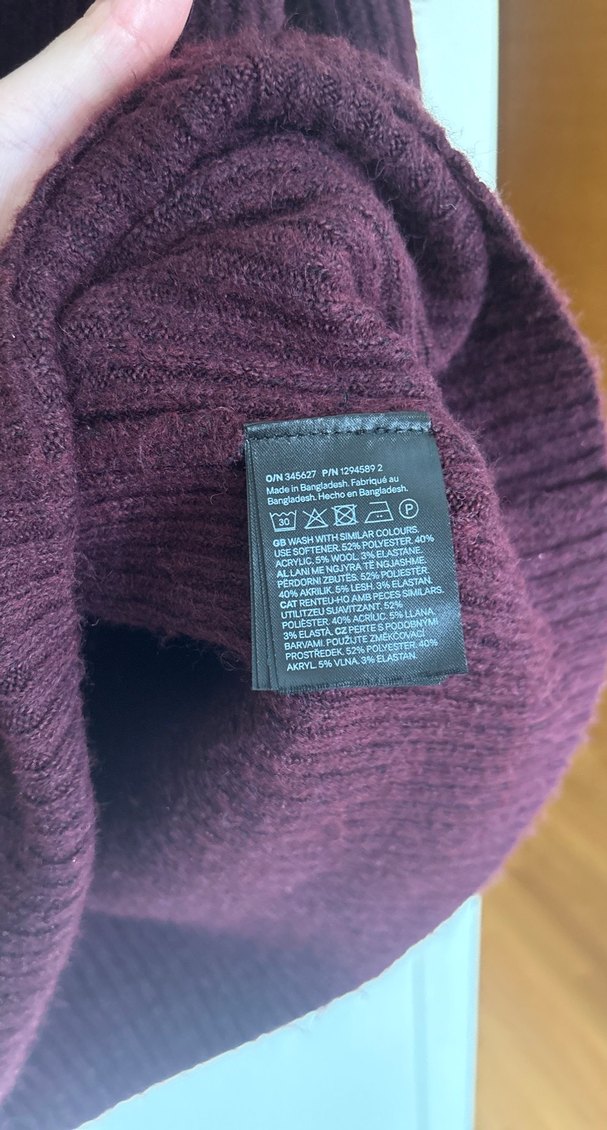 O/N 345627 P/N 1294589 2
Made in Bangladesh. Fabriqué au
Bangladesh. Hecho en Bangladesh.
30 P
GB WASH WITH SIMILAR COLOURS.
USE SOFTENER. 52% POLYESTER. 40%
ACRYLIC. 5% WOOL. 3% ELASTANE.
AL LANI ME NGJYRA TË NGJASHME.
PËRDORNI ZBUTËS. 52% POLIESTËR.
40% AKRILIK. 5% LESH. 3% ELASTAN.
CAT RENTEU-HO AMB PECES SIMILARS.
UTILITZEU SUAVITZANT. 52%
POLIÈSTER. 40% ACRÍLIC. 5% LLANA.
3% ELASTÀ. CZ PERTE S PODOBNÝMI
BARVAMI. POUŽIJTE ZMĚKČOVACÍ
PROSTŘEDEK. 52% POLYESTER. 40%
AKRYL. 5% VLNA. 3% ELASTAN.